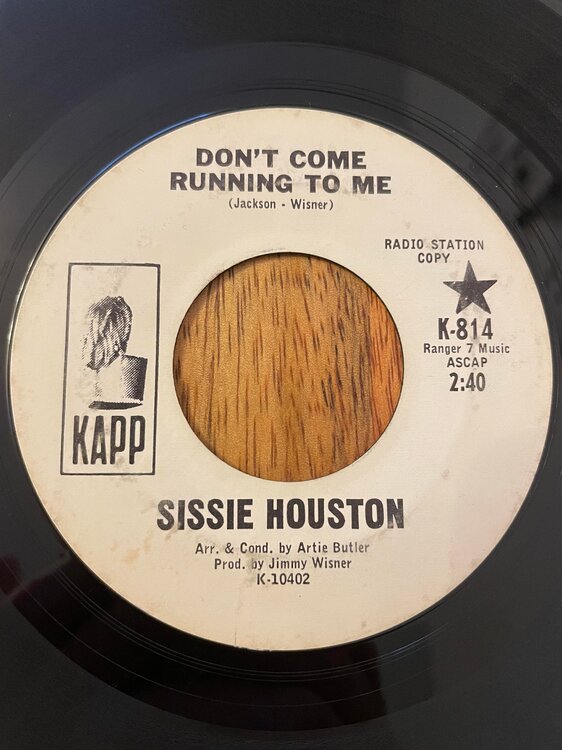 DON'T COME
RUNNING TO ME
(Jackson - Wisner)
RADIO STATION
COPY
K-814
Ranger 7 Music
ASCAP
2:40
KAPP
SISSIE HOUSTON
Arr. & Cond. by Artie Butler
Prod. by Jimmy Wisner
K-10402